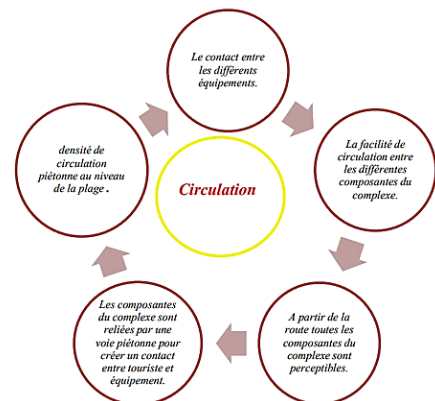 Le contact entre
les différents
équipements.
La facilité de
circulation entre
les différentes
composantes du
complexe.
A partir de la
route toutes les
composantes du
complexe sont
perceptibles.
Les composantes
du complexe sont
reliées par une
voie piétonne pour
créer un contact
entre touriste et
équipement.
densité de
circulation
piétonne au niveau
de la plage .
Circulation